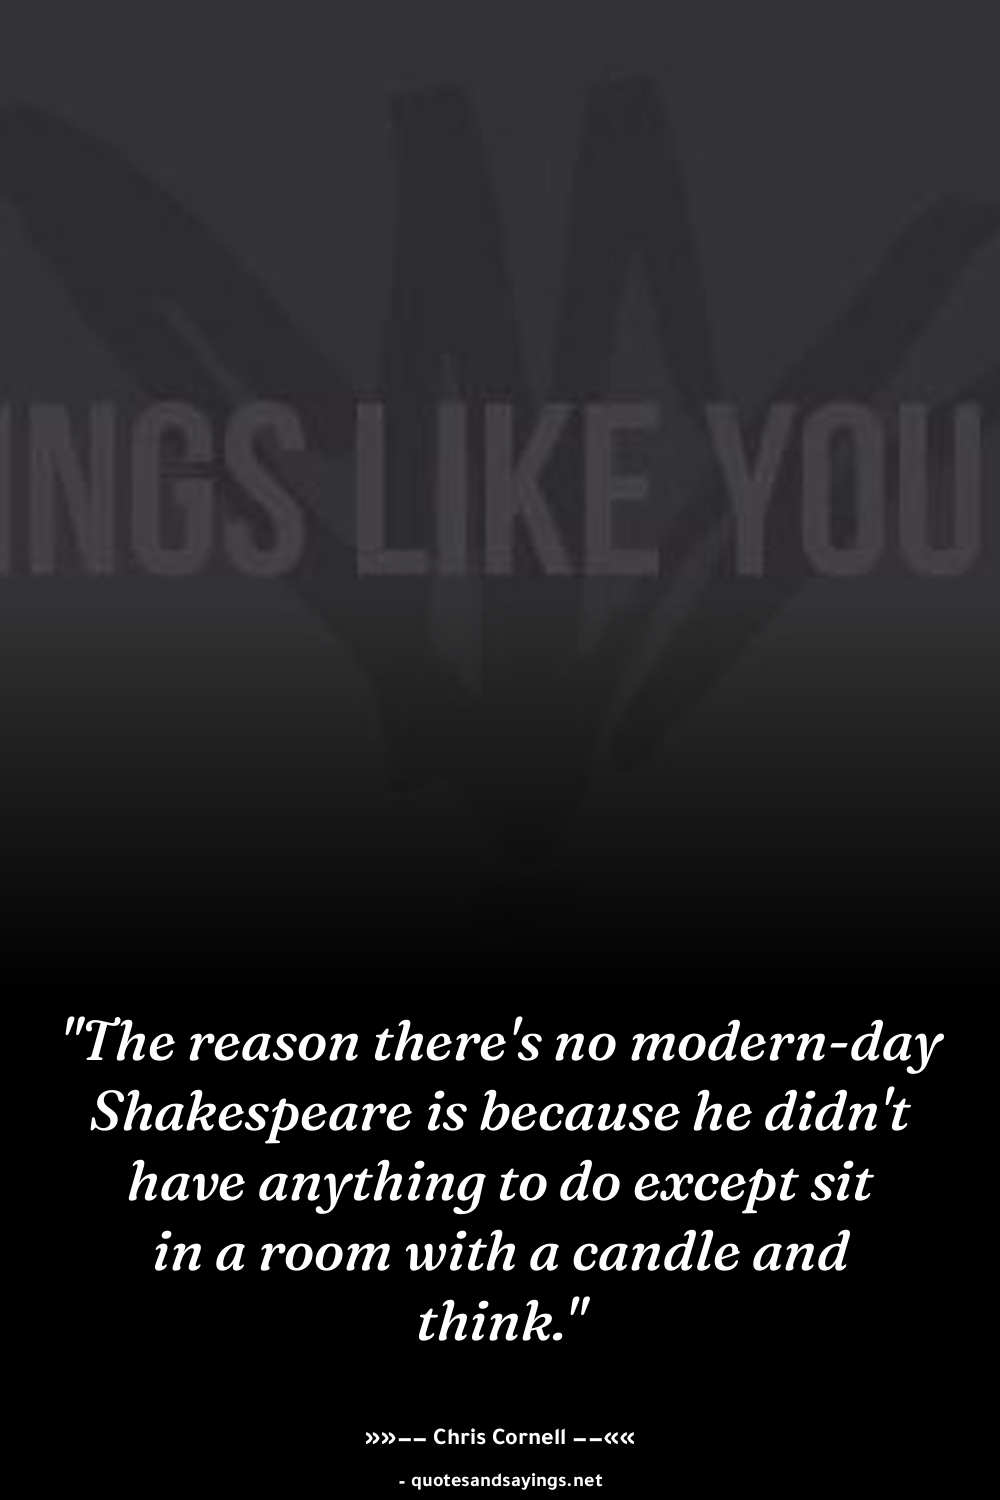 INGS LIKE YOU
"The reason there's no modern-day
Shakespeare is because he didn't
have anything to do except sit
in a room with a candle and
think."
»»–– Chris Cornell ––««
- quotesandsayings.net